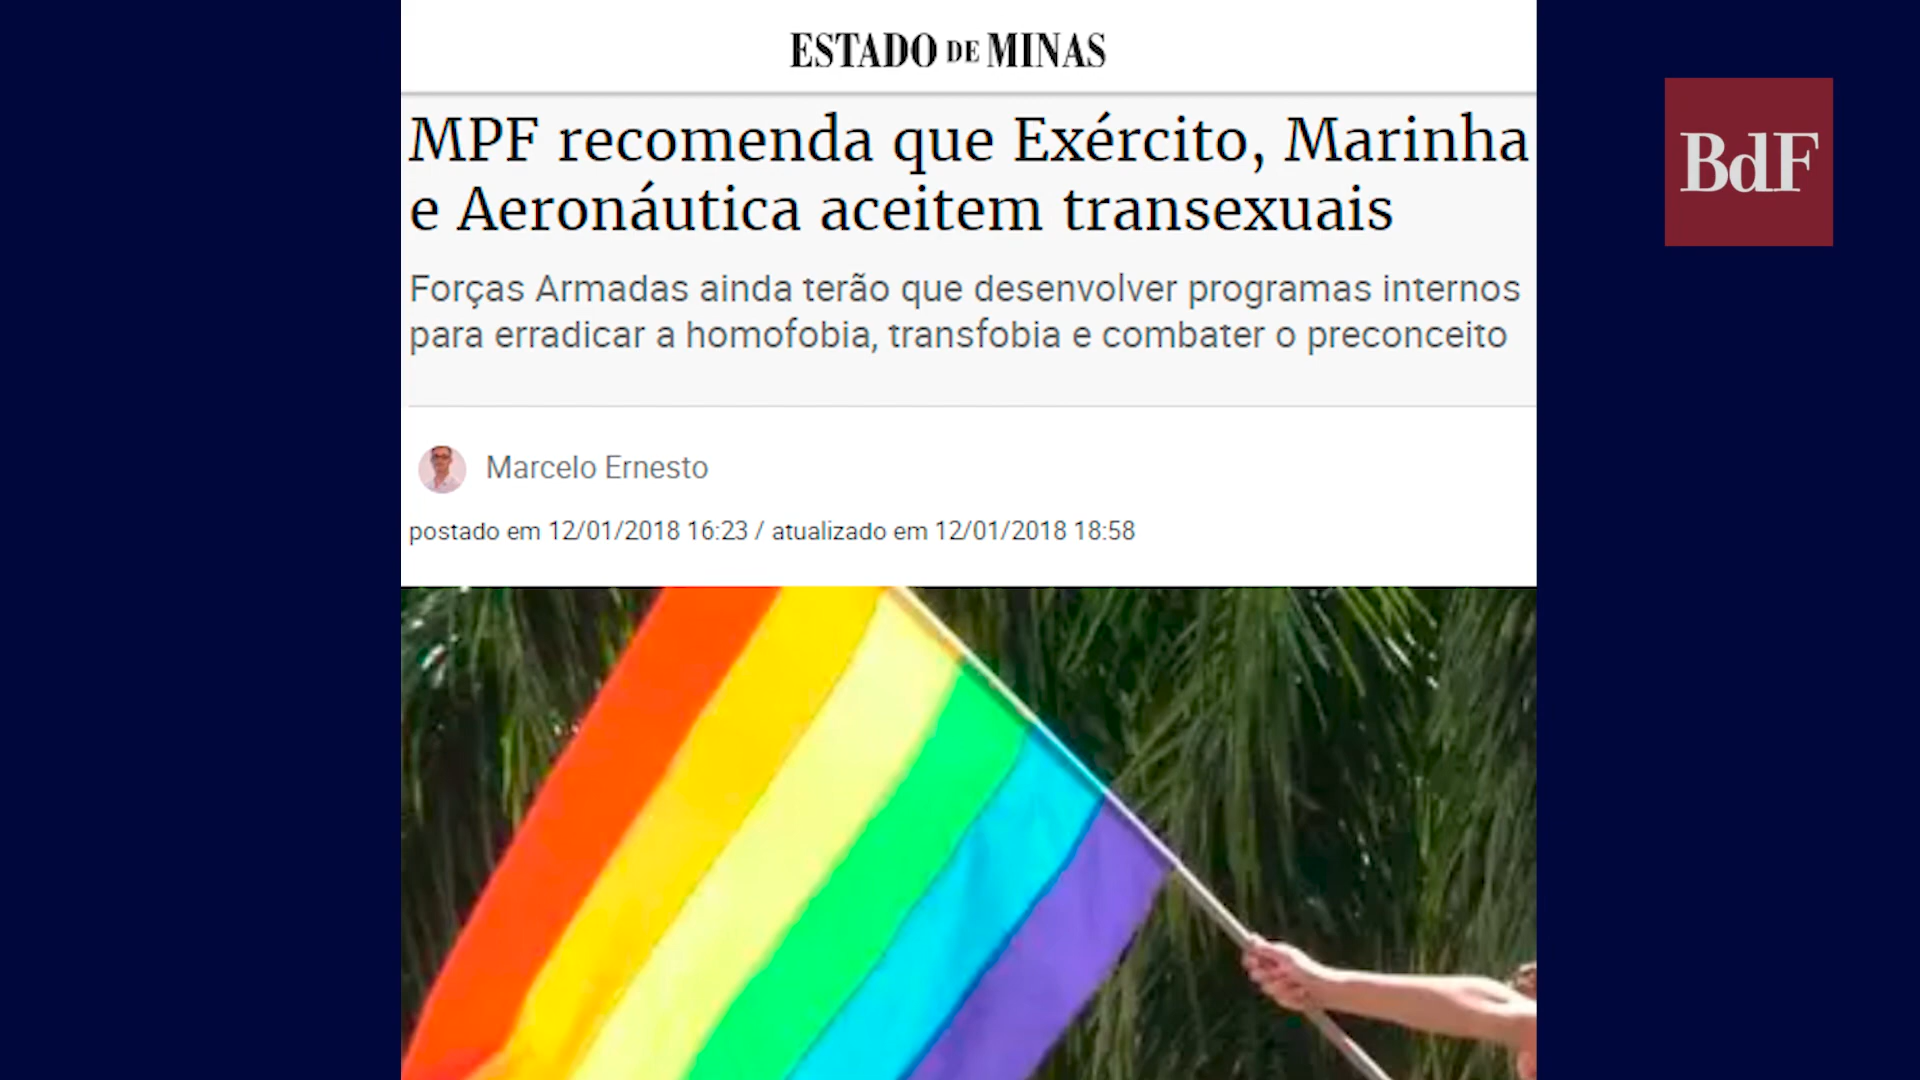 ESTADO DE MINAS
BdF
MPF recomenda que Exército, Marinha
e Aeronáutica aceitem transexuais
Forças Armadas ainda terão que desenvolver programas internos
para erradicar a homofobia, transfobia e combater o preconceito
Marcelo Ernesto
postado em 12/01/2018 16:23 / atualizado em 12/01/2018 18:58